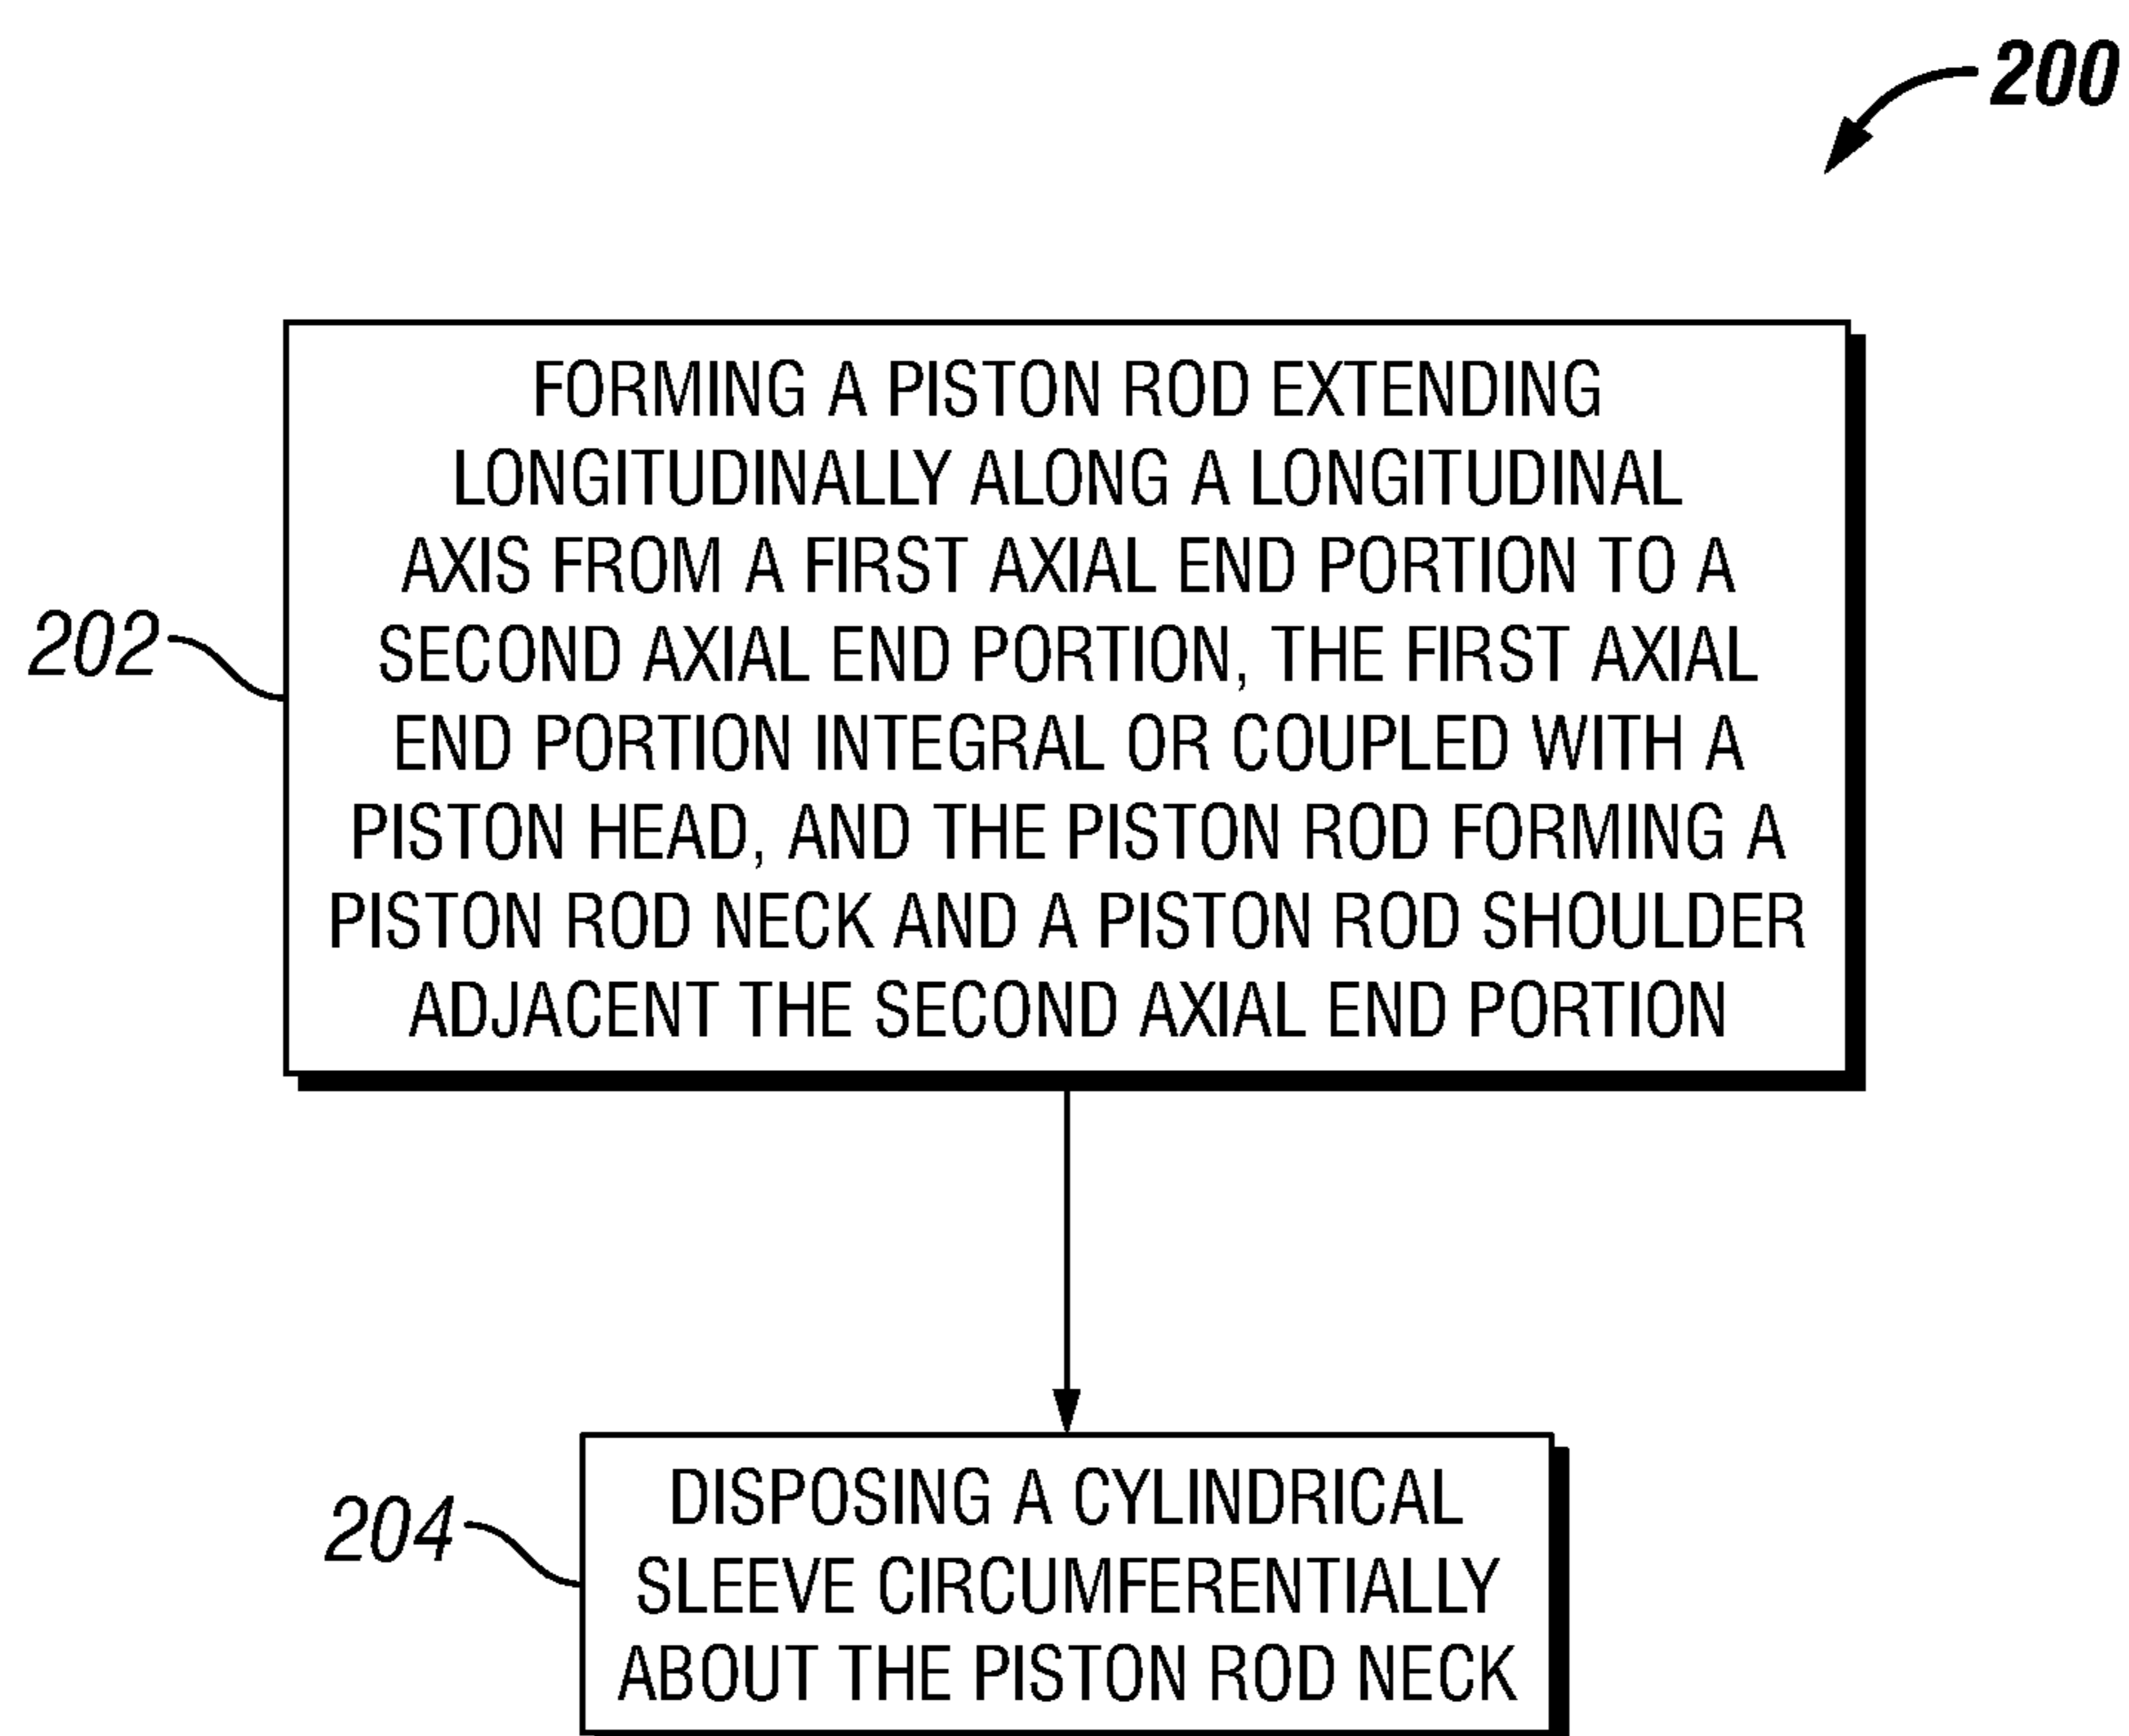 200
FORMING A PISTON ROD EXTENDING
LONGITUDINALLY ALONG A LONGITUDINAL
AXIS FROM A FIRST AXIAL END PORTION TO A
SECOND AXIAL END PORTION, THE FIRST AXIAL
END PORTION INTEGRAL OR COUPLED WITH A
PISTON HEAD, AND THE PISTON ROD FORMING A
PISTON ROD NECK AND A PISTON ROD SHOULDER
ADJACENT THE SECOND AXIAL END PORTION
202
DISPOSING A CYLINDRICAL
SLEEVE CIRCUMFERENTIALLY
ABOUT THE PISTON ROD NECK
204